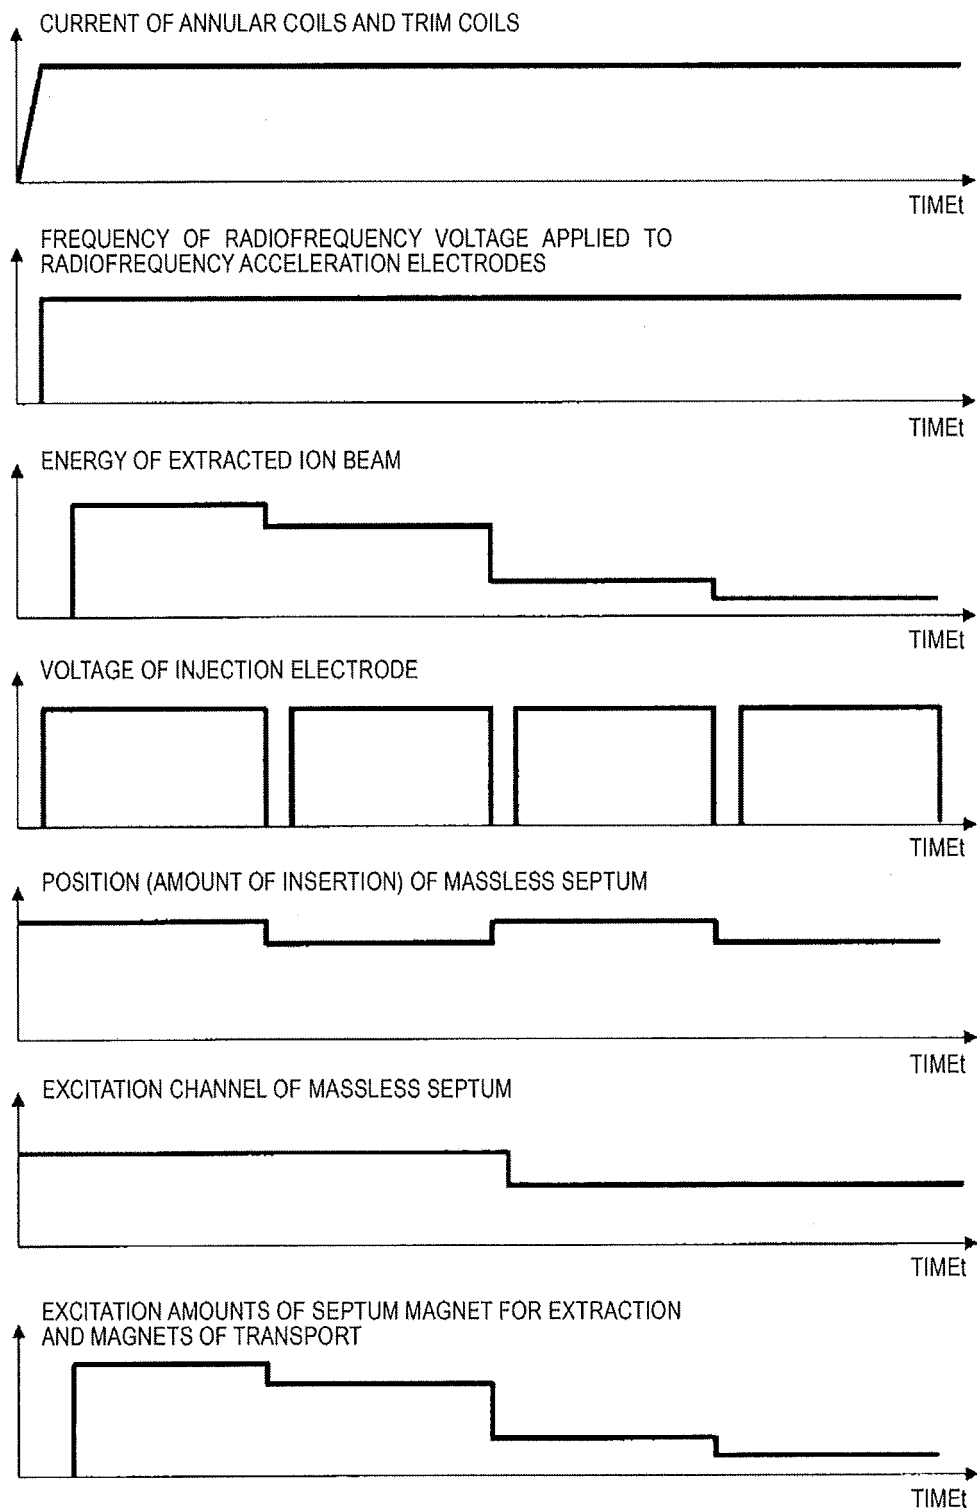 CURRENT OF ANNULAR COILS AND TRIM COILS
TIMEt
FREQUENCY OF RADIOFREQUENCY VOLTAGE APPLIED TO
RADIOFREQUENCY ACCELERATION ELECTRODES
TIMEt
ENERGY OF EXTRACTED ION BEAM
TIMEt
VOLTAGE OF INJECTION ELECTRODE
TIMEt
POSITION (AMOUNT OF INSERTION) OF MASSLESS SEPTUM
TIMEt
EXCITATION CHANNEL OF MASSLESS SEPTUM
TIMEt
EXCITATION AMOUNTS OF SEPTUM MAGNET FOR EXTRACTION
AND MAGNETS OF TRANSPORT
TIMEt